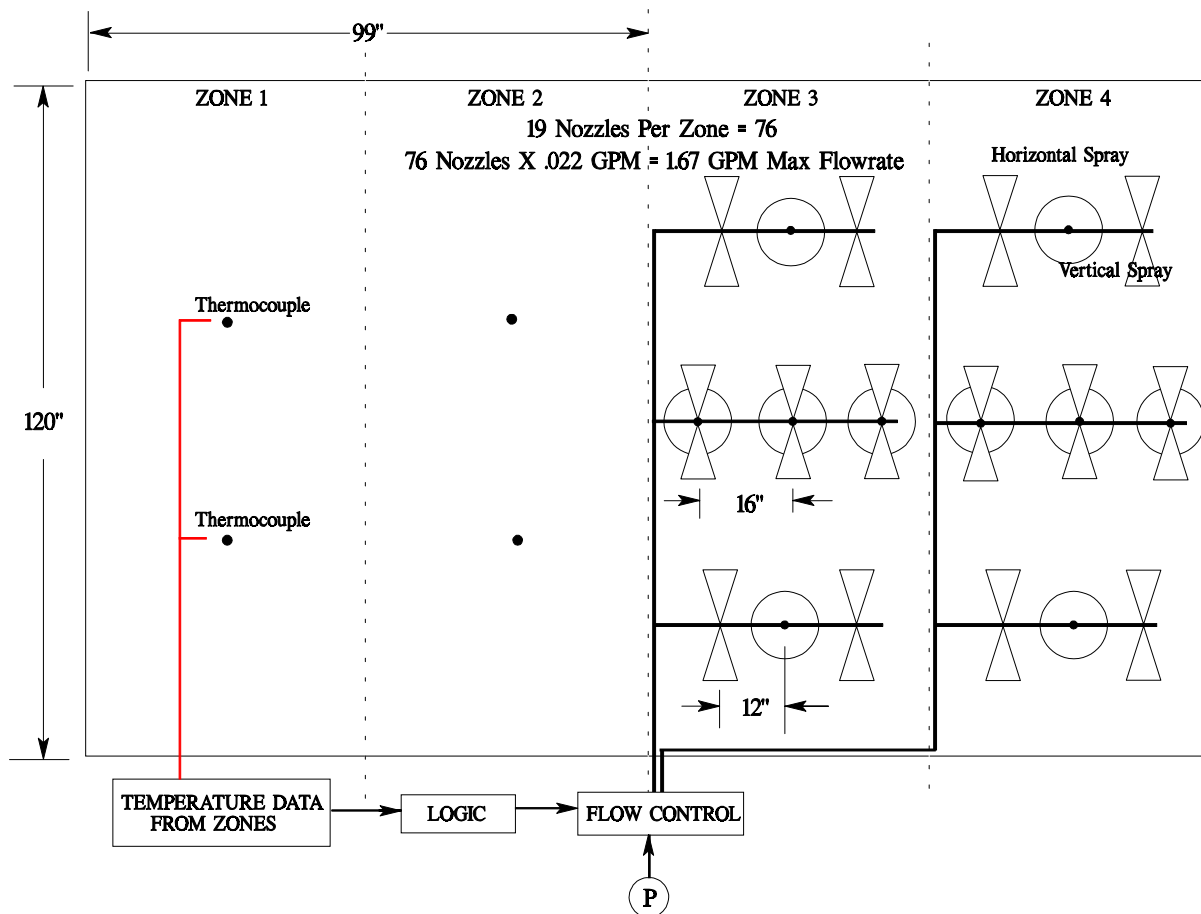 99"
ZONE 1
ZONE 2
ZONE 3
ZONE 4
19 Nozzles Per Zone = 76
76 Nozzles X .022 GPM = 1.67 GPM Max Flowrate
Horizontal Spray
Vertical Spray
Thermocouple
120"
16"
Thermocouple
12"
TEMPERATURE DATA
FROM ZONES
LOGIC
FLOW CONTROL
P